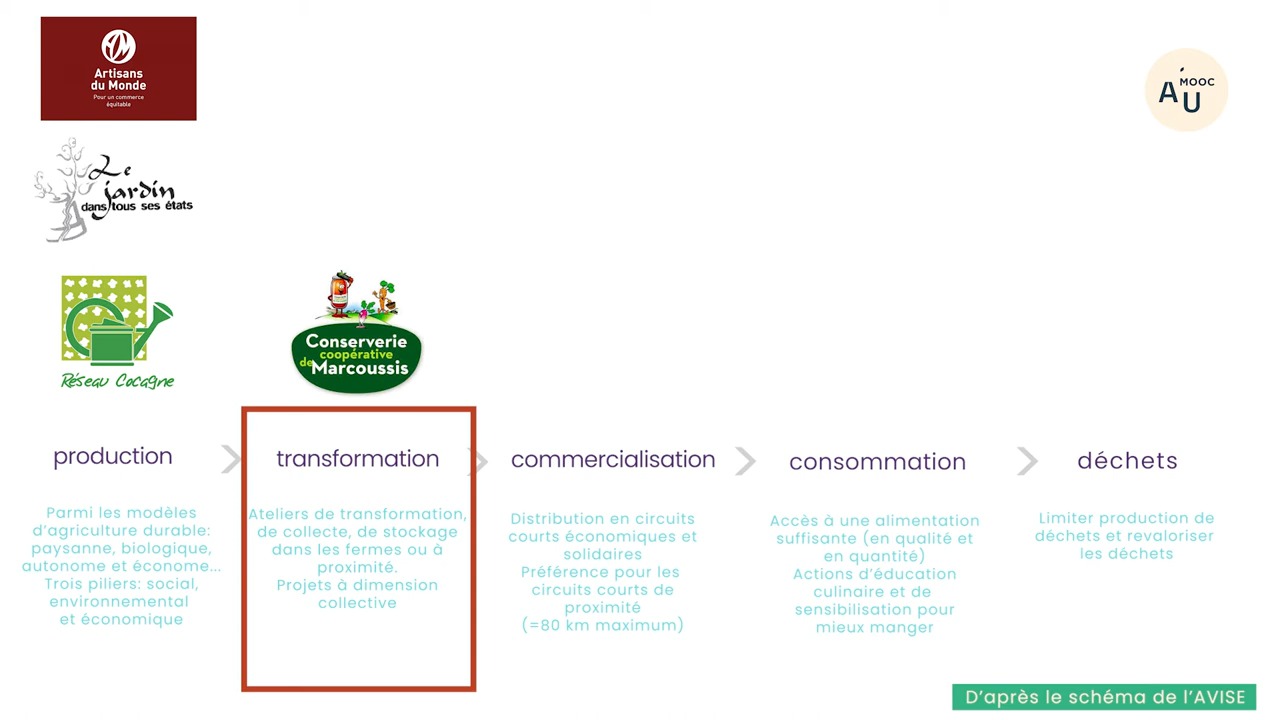 Artisans
du Monde
Pour un commerce
équitable
MOOC
AU
Le
jardin
dans tous ses états
Réseau Cocagne
Conserverie
coopérative
de Marcoussis
production
Parmi les modèles
d'agriculture durable:
paysanne, biologique,
autonome et économe...
Trois piliers: social,
environnemental
et économique
transformation
Ateliers de transformation,
de collecte, de stockage
dans les fermes ou à
proximité.
Projets à dimension
collective
commercialisation
Distribution en circuits
courts économiques et
solidaires
Préférence pour les
circuits courts de
proximité
(=80 km maximum)
consommation
Accès à une alimentation
suffisante (en qualité et
en quantité)
Actions d'éducation
culinaire et de
sensibilisation pour
mieux manger
déchets
Limiter production de
déchets et revaloriser
les déchets
D'après le schéma de l'AVISE